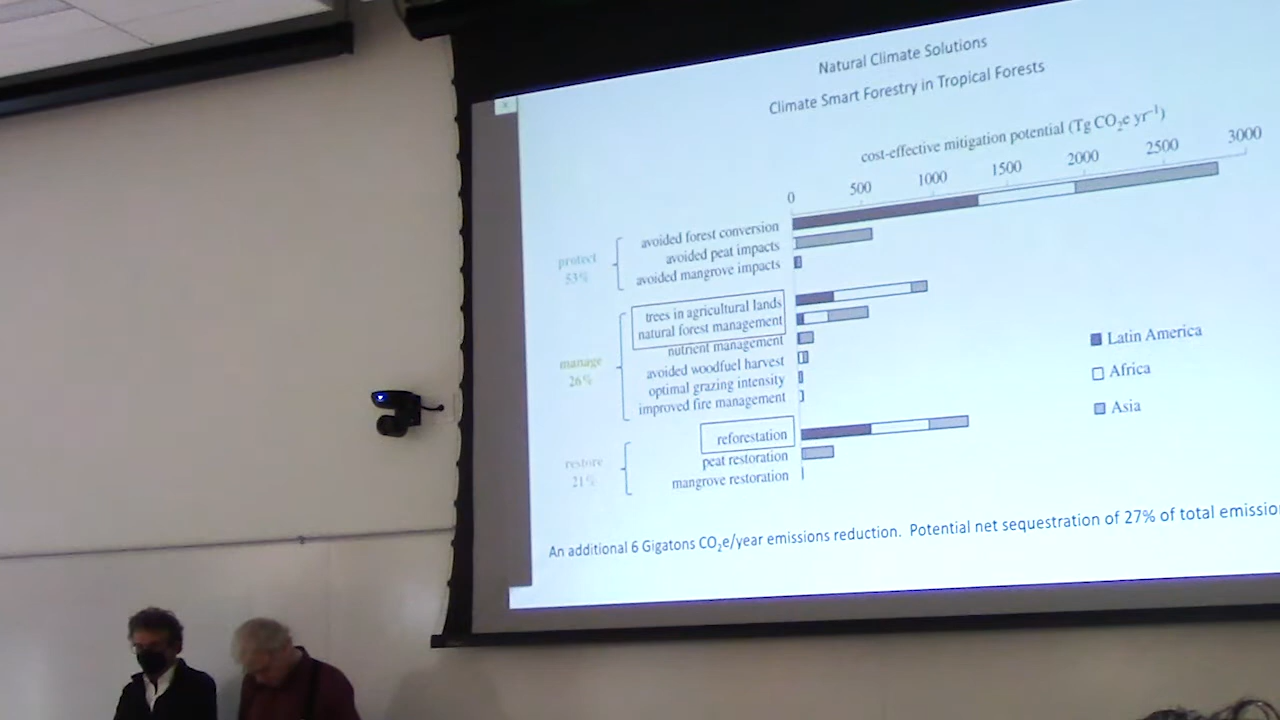 Natural Climate Solutions
Climate Smart Forestry in Tropical Forests
cost-effective mitigation potential (Tg CO₂e yr⁻¹)
0 500 1000 1500 2000 2500 3000
avoided forest conversion
avoided peat impacts
avoided mangrove impacts
protect
53%
trees in agricultural lands
natural forest management
nutrient management
avoided woodfuel harvest
optimal grazing intensity
improved fire management
manage
26%
Latin America
Africa
Asia
reforestation
peat restoration
mangrove restoration
restore
21%
An additional 6 Gigatons CO₂e/year emissions reduction. Potential net sequestration of 27% of total emissio